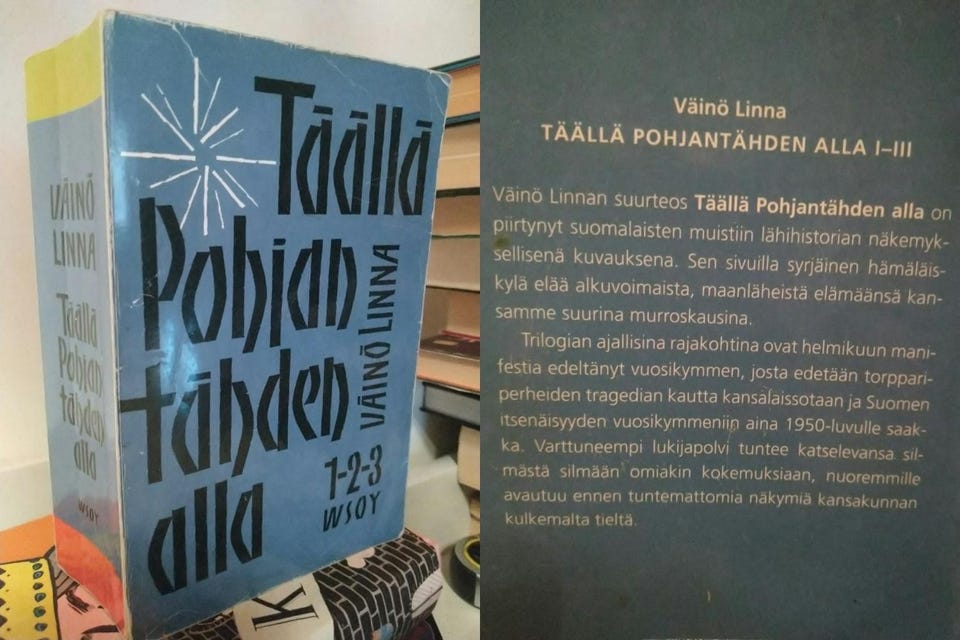 VÄINÖ
LINNA
Täällä
Pohjan
tähden
alla
WSOY
Täällä
Pohjan
tähden
alla
VÄINÖ LINNA
1-2-3
WSOY
K
Väinö Linna
TÄÄLLÄ POHJANTÄHDEN ALLA I–III
Väinö Linnan suurteos Täällä Pohjantähden alla on
piirtynyt suomalaisten muistiin lähihistorian näkemyk-
sellisenä kuvauksena. Sen sivuilla syrjäinen hämäläis-
kylä elää alkuvoimaista, maanläheistä elämäänsä kan-
samme suurina murroskausina.
Trilogian ajallisina rajakohtina ovat helmikuun mani-
festia edeltänyt vuosikymmen, josta edetään torppari-
perheiden tragedian kautta kansalaissotaan ja Suomen
itsenäisyyden vuosikymmeniin aina 1950-luvulle saak-
ka. Varttuneempi lukijapolvi tuntee katselevansa sil-
mästä silmään omiakin kokemuksiaan, nuoremmille
avautuu ennen tuntemattomia näkymiä kansakunnan
kulkemalta tieltä.